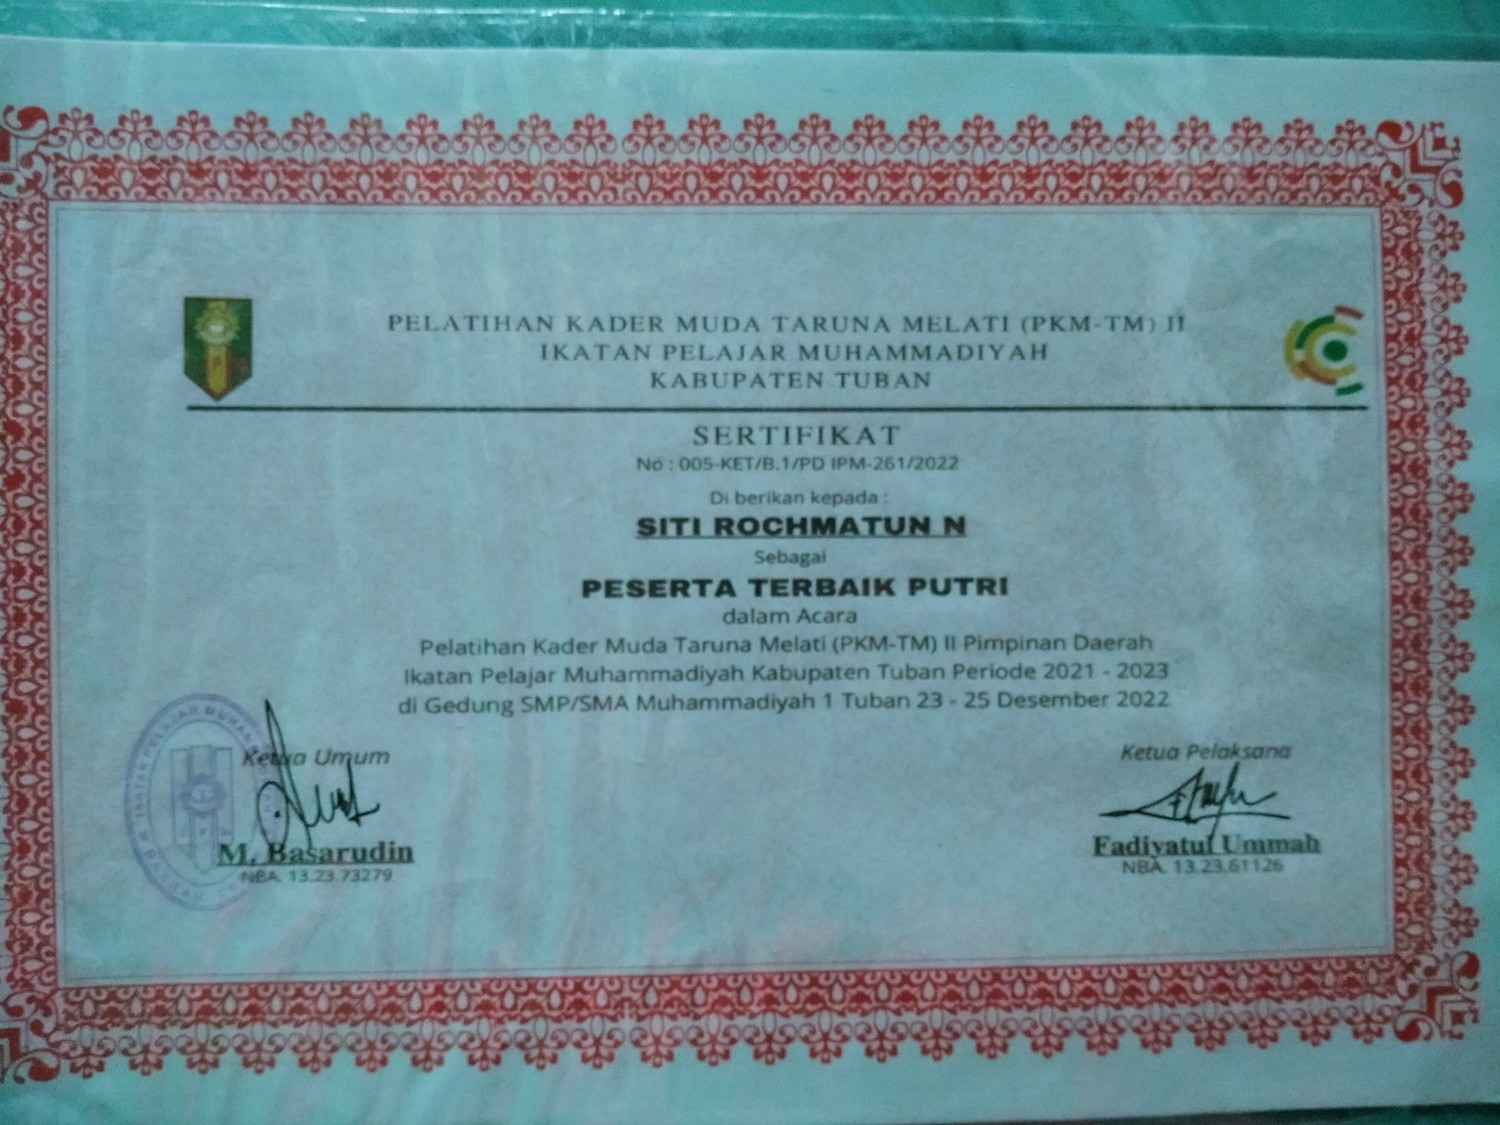 PELATIHAN KADER MUDA TARUNA MELATI (PKM-TM) II
IKATAN PELAJAR MUHAMMADIYAH
KABUPATEN TUBAN
SERTIFIKAT
No : 005-KET/B.1/PD IPM-261/2022
Di berikan kepada :
SITI ROCHMATUN N
Sebagai
PESERTA TERBAIK PUTRI
dalam Acara
Pelatihan Kader Muda Taruna Melati (PKM-TM) II Pimpinan Daerah
Ikatan Pelajar Muhammadiyah Kabupaten Tuban Periode 2021 - 2023
di Gedung SMP/SMA Muhammadiyah 1 Tuban 23 - 25 Desember 2022
Ketua Umum
M. Basarudin
NBA. 13.23.73279
Ketua Pelaksana
Fadiyatul Ummah
NBA. 13.23.61126
IKATAN PELAJAR